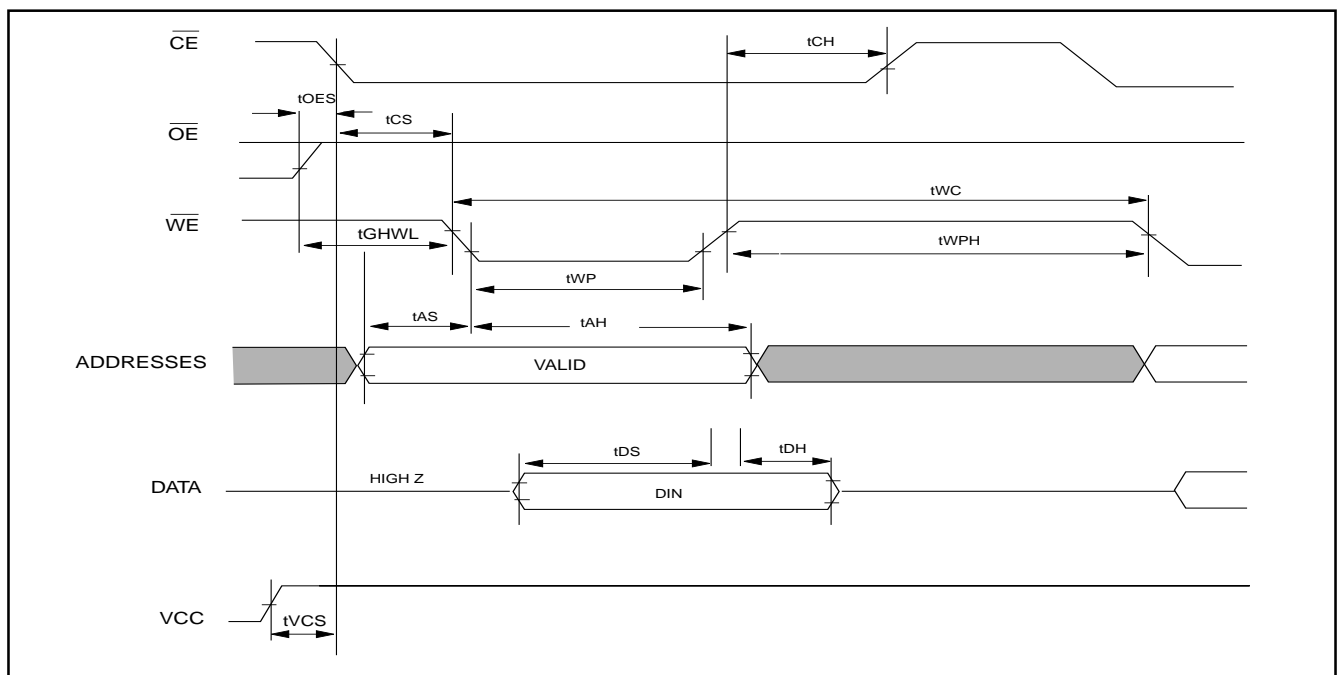 CE
tCH
tOES
tCS
OE
tWC
WE
tGHWL
tWPH
tWP
tAS
tAH
ADDRESSES
VALID
tDS
tDH
HIGH Z
DATA
DIN
VCC
tVCS